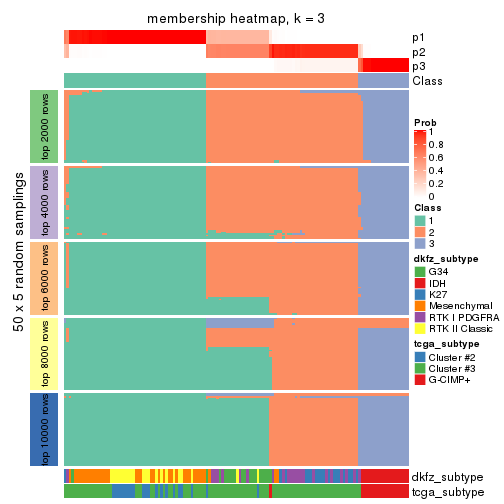 membership heatmap, k = 3
p1
p2
p3
Class
50 x 5 random samplings
top 2000 rows
top 4000 rows
top 6000 rows
top 8000 rows
top 10000 rows
Prob
1
0.8
0.6
0.4
0.2
0
Class
1
2
3
dkfz_subtype
G34
IDH
K27
Mesenchymal
RTK I PDGFRA
RTK II Classic
tcga_subtype
Cluster #2
Cluster #3
G-CIMP+
dkfz_subtype
tcga_subtype